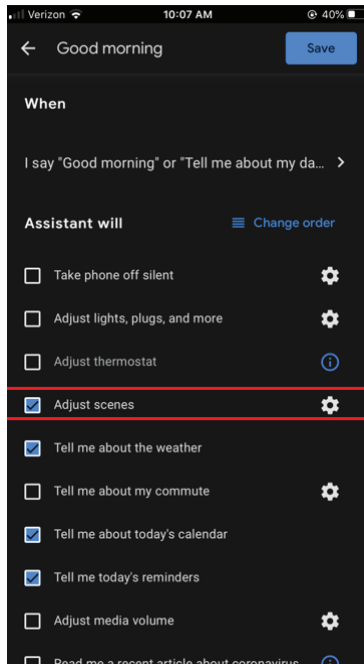 Verizon 10:07 AM 40%
Good morning Save
When
I say "Good morning" or "Tell me about my da...
Assistant will Change order
Take phone off silent
Adjust lights, plugs, and more
Adjust thermostat
Adjust scenes
Tell me about the weather
Tell me about my commute
Tell me about today's calendar
Tell me today's reminders
Adjust media volume
Read me a recent article about coronavirus